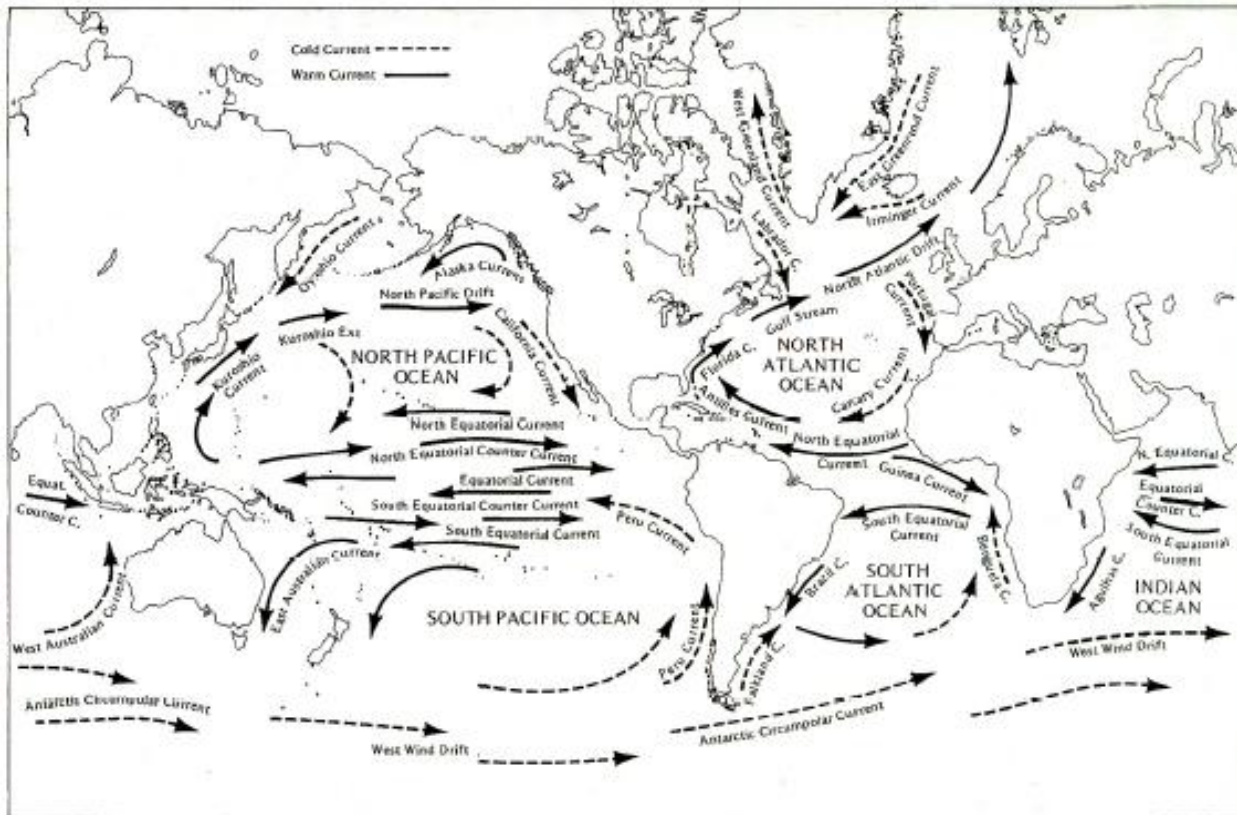 Cold Current
Warm Current
West Greenland Current
East Greenland Current
Irminger Current
Labrador C.
Oyashio Current
Alaska Current
North Atlantic Drift
North Pacific Drift
Portugal
Current
Gulf Stream
Kuroshio Ext
California Current
NORTH PACIFIC
OCEAN
NORTH
ATLANTIC
OCEAN
Florida C.
Kuroshio
Current
Canary Current
Antilles Current
North Equatorial Current
North Equatorial
Current
North Equatorial Counter Current
Guinea Current
N. Equatorial
Equatorial
Counter C.
South Equatorial
Current
Equat.
Counter C.
Equatorial Current
South Equatorial Counter Current
South Equatorial Current
Peru Current
South Equatorial
Current
Benguela C.
East Australian Current
Brazil C.
SOUTH
ATLANTIC
OCEAN
Agulhas C.
INDIAN
OCEAN
SOUTH PACIFIC OCEAN
West Australian Current
Peru Current
Falkland C.
West Wind Drift
Antarctic Circumpolar Current
West Wind Drift
Antarctic Circumpolar Current